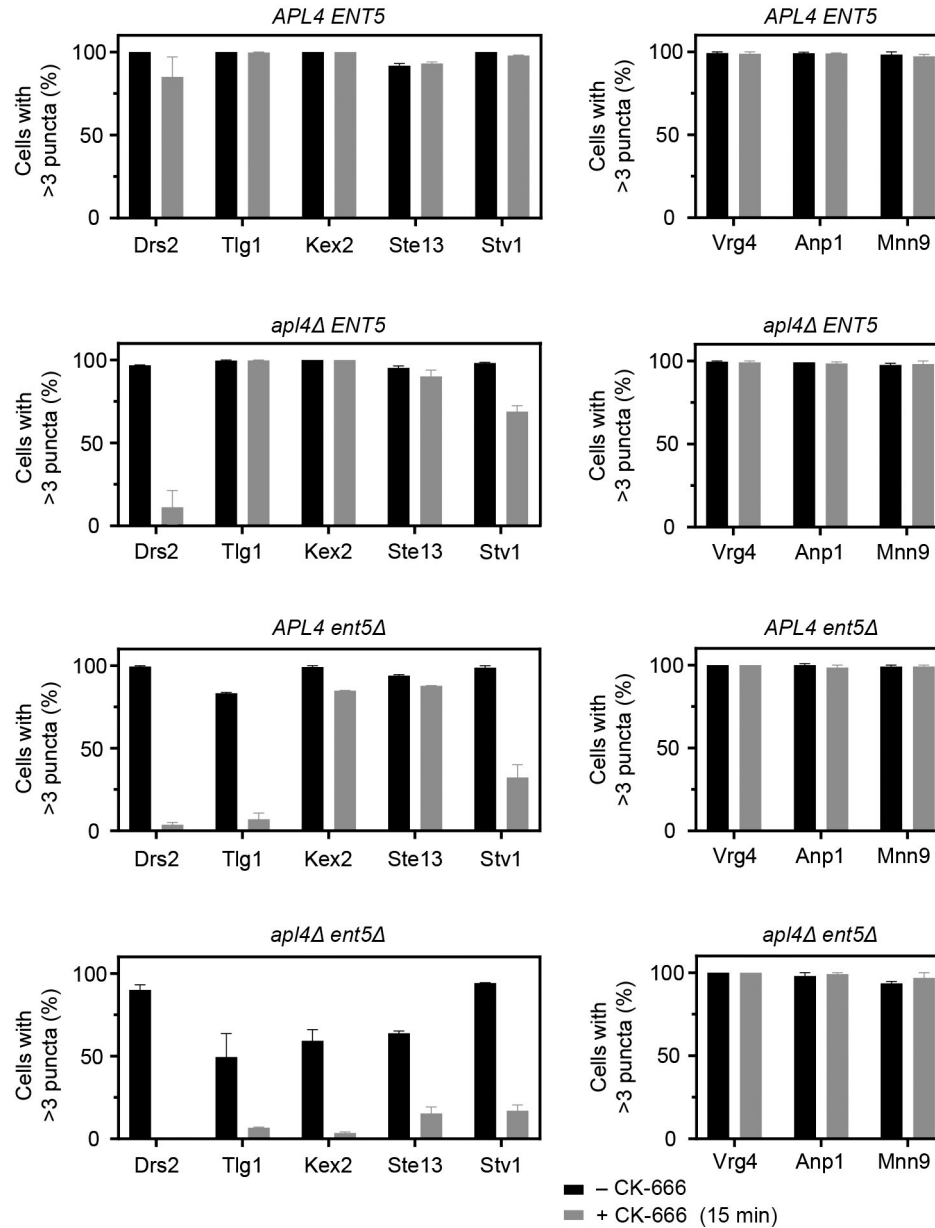 APL4 ENT5
Cells with
>3 puncta (%)
100
50
0
Drs2 Tlg1 Kex2 Ste13 Stv1
APL4 ENT5
Cells with
>3 puncta (%)
100
50
0
Vrg4 Anp1 Mnn9
apl4Δ ENT5
Cells with
>3 puncta (%)
100
50
0
Drs2 Tlg1 Kex2 Ste13 Stv1
apl4Δ ENT5
Cells with
>3 puncta (%)
100
50
0
Vrg4 Anp1 Mnn9
APL4 ent5Δ
Cells with
>3 puncta (%)
100
50
0
Drs2 Tlg1 Kex2 Ste13 Stv1
APL4 ent5Δ
Cells with
>3 puncta (%)
100
50
0
Vrg4 Anp1 Mnn9
apl4Δ ent5Δ
Cells with
>3 puncta (%)
100
50
0
Drs2 Tlg1 Kex2 Ste13 Stv1
apl4Δ ent5Δ
Cells with
>3 puncta (%)
100
50
0
Vrg4 Anp1 Mnn9
– CK-666
+ CK-666 (15 min)